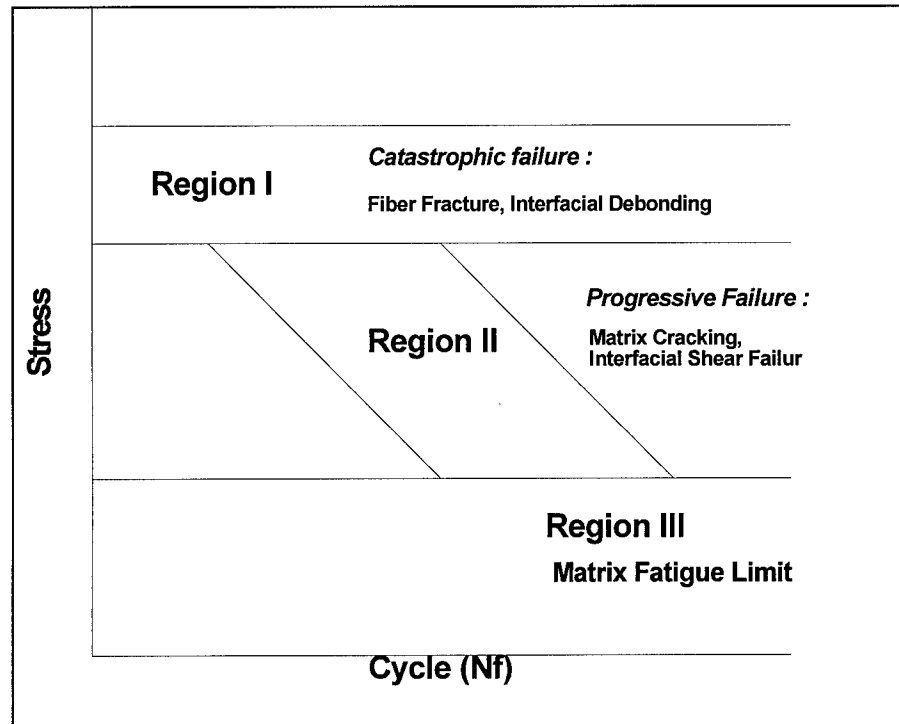 Catastrophic failure :
Region I
Fiber Fracture, Interfacial Debonding
Stress
Progressive Failure :
Region II
Matrix Cracking,
Interfacial Shear Failur
Region III
Matrix Fatigue Limit
Cycle (Nf)